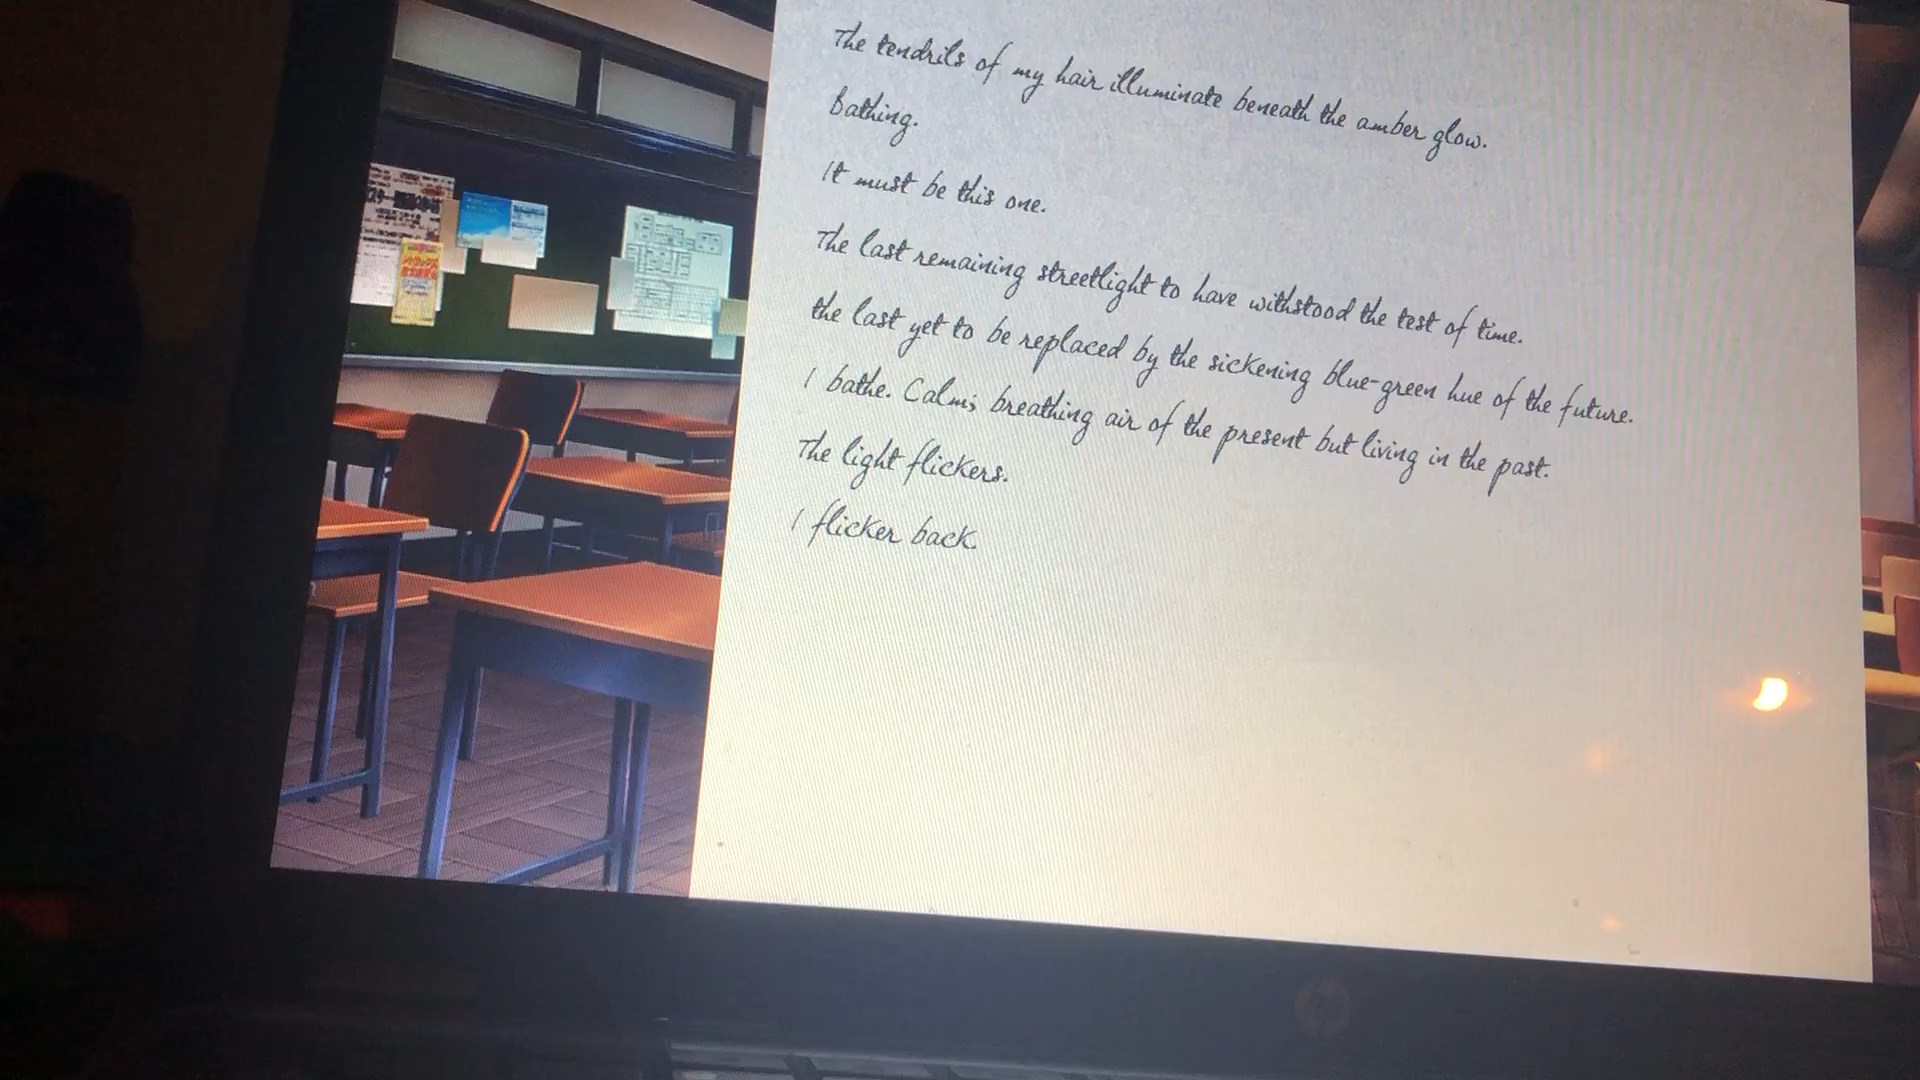 The tendrils of my hair illuminate beneath the amber glow.
Bathing.
It must be this one.
The last remaining streetlight to have withstood the test of time.
the last yet to be replaced by the sickening blue-green hue of the future.
I bathe. Calm; breathing air of the present but living in the past.
The light flickers.
I flicker back.